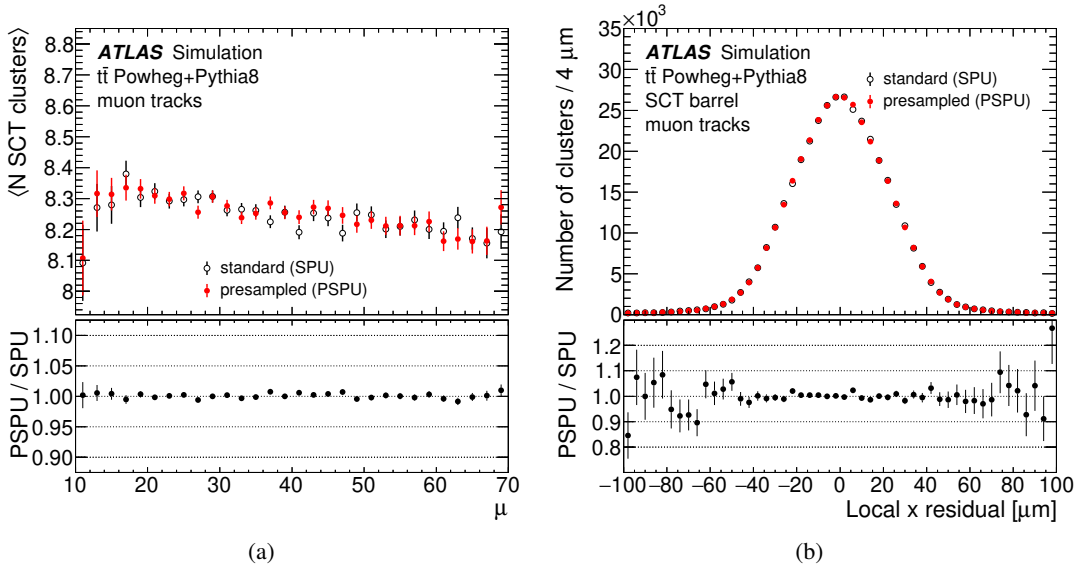 ⟨N SCT clusters⟩
8.8
8.7
8.6
8.5
8.4
8.3
8.2
8.1
8
ATLAS Simulation
tt̄ Powheg+Pythia8
muon tracks
standard (SPU)
presampled (PSPU)
PSPU / SPU
1.10
1.05
1.00
0.95
0.90
10 20 30 40 50 60 70
μ
(a)
×10³
Number of clusters / 4 μm
35
30
25
20
15
10
5
0
ATLAS Simulation
tt̄ Powheg+Pythia8
SCT barrel
muon tracks
standard (SPU)
presampled (PSPU)
PSPU / SPU
1.2
1.1
1.0
0.9
0.8
−100 −80 −60 −40 −20 0 20 40 60 80 100
Local x residual [μm]
(b)